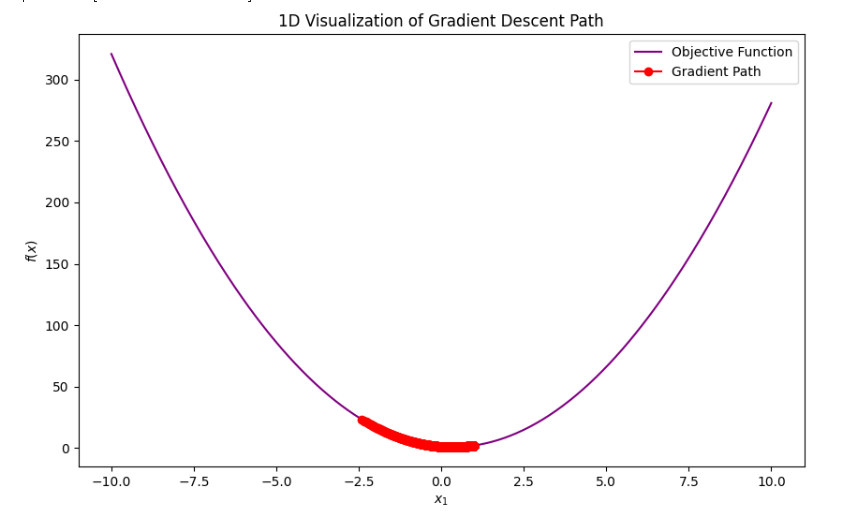 1D Visualization of Gradient Descent Path
Objective Function
Gradient Path
300
250
200
150
100
50
0
f(x)
−10.0 −7.5 −5.0 −2.5 0.0 2.5 5.0 7.5 10.0
x₁